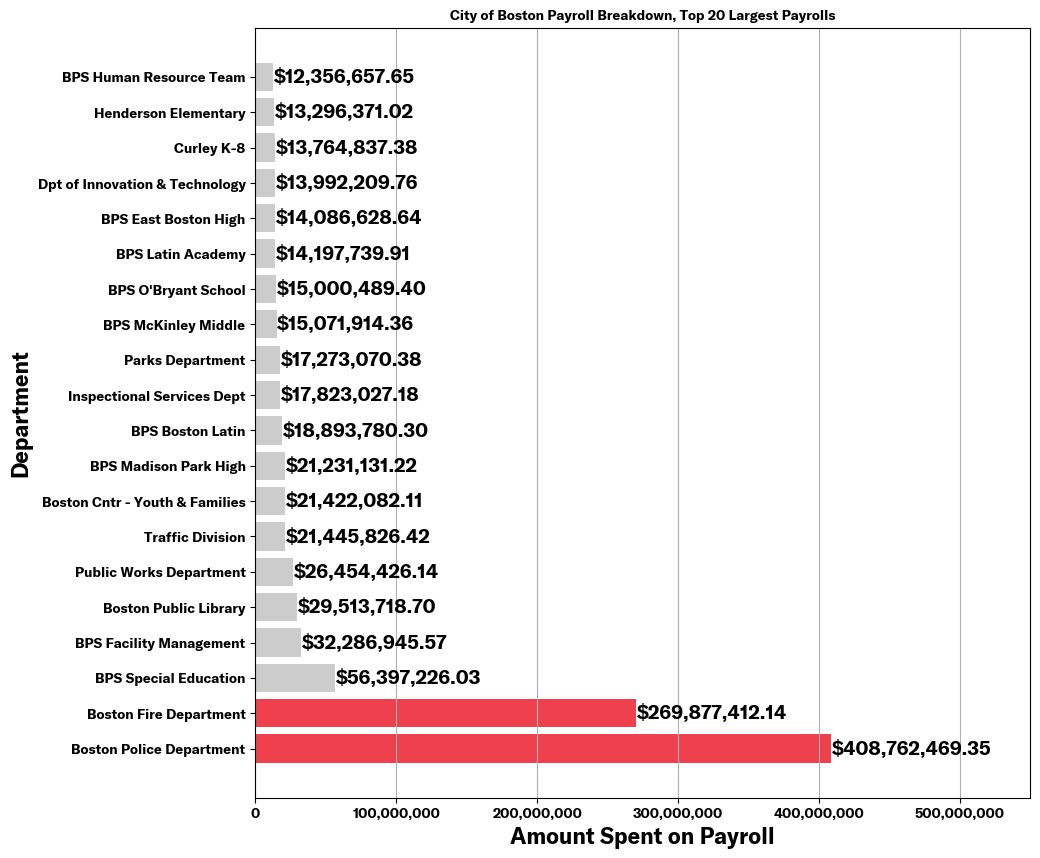 City of Boston Payroll Breakdown, Top 20 Largest Payrolls
BPS Human Resource Team $12,356,657.65
Henderson Elementary $13,296,371.02
Curley K-8 $13,764,837.38
Dpt of Innovation & Technology $13,992,209.76
BPS East Boston High $14,086,628.64
BPS Latin Academy $14,197,739.91
BPS O'Bryant School $15,000,489.40
BPS McKinley Middle $15,071,914.36
Parks Department $17,273,070.38
Inspectional Services Dept $17,823,027.18
BPS Boston Latin $18,893,780.30
BPS Madison Park High $21,231,131.22
Boston Cntr - Youth & Families $21,422,082.11
Traffic Division $21,445,826.42
Public Works Department $26,454,426.14
Boston Public Library $29,513,718.70
BPS Facility Management $32,286,945.57
BPS Special Education $56,397,226.03
Boston Fire Department $269,877,412.14
Boston Police Department $408,762,469.35
Department
0 100,000,000 200,000,000 300,000,000 400,000,000 500,000,000
Amount Spent on Payroll